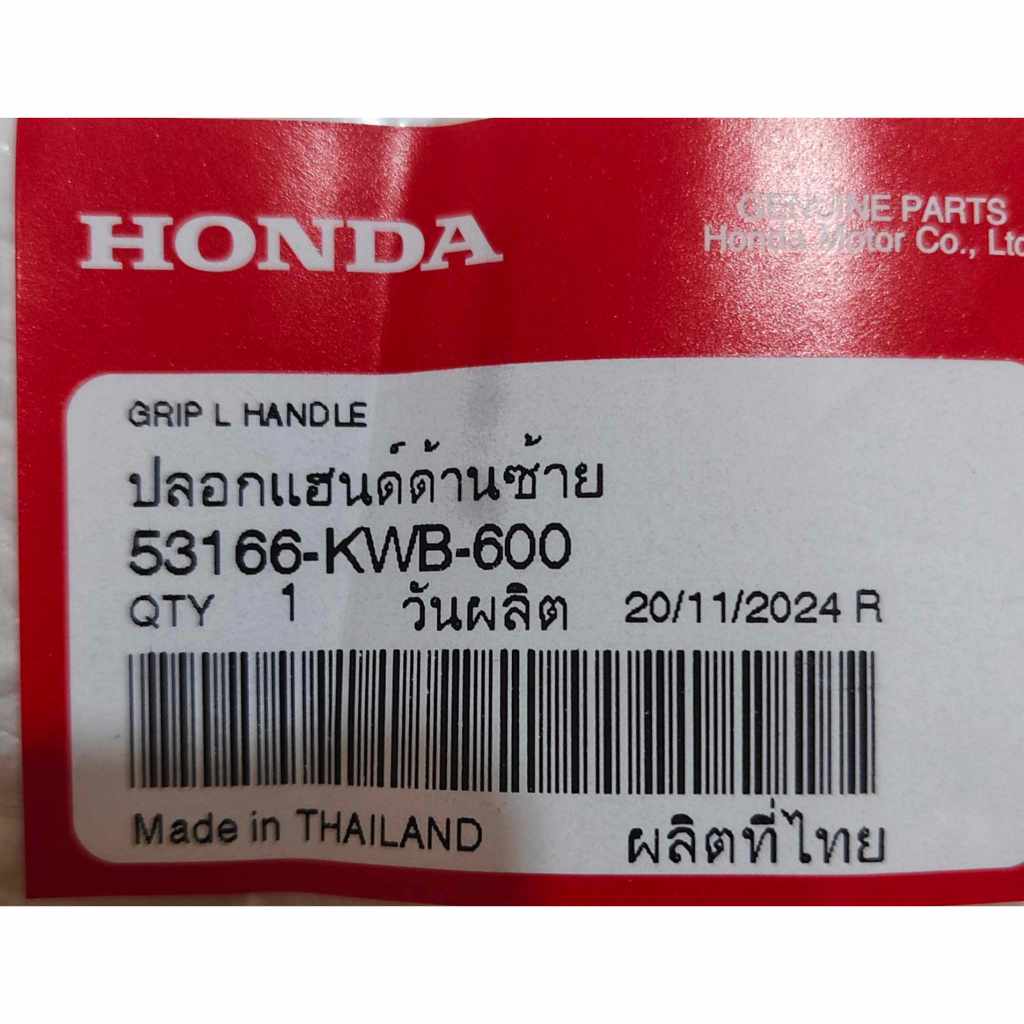 HONDA
GENUINE PARTS
Honda Motor Co., Ltd
GRIP L HANDLE
ปลอกแฮนด์ด้านซ้าย
53166-KWB-600
QTY 1 วันผลิต 20/11/2024 R
Made in THAILAND ผลิตที่ไทย